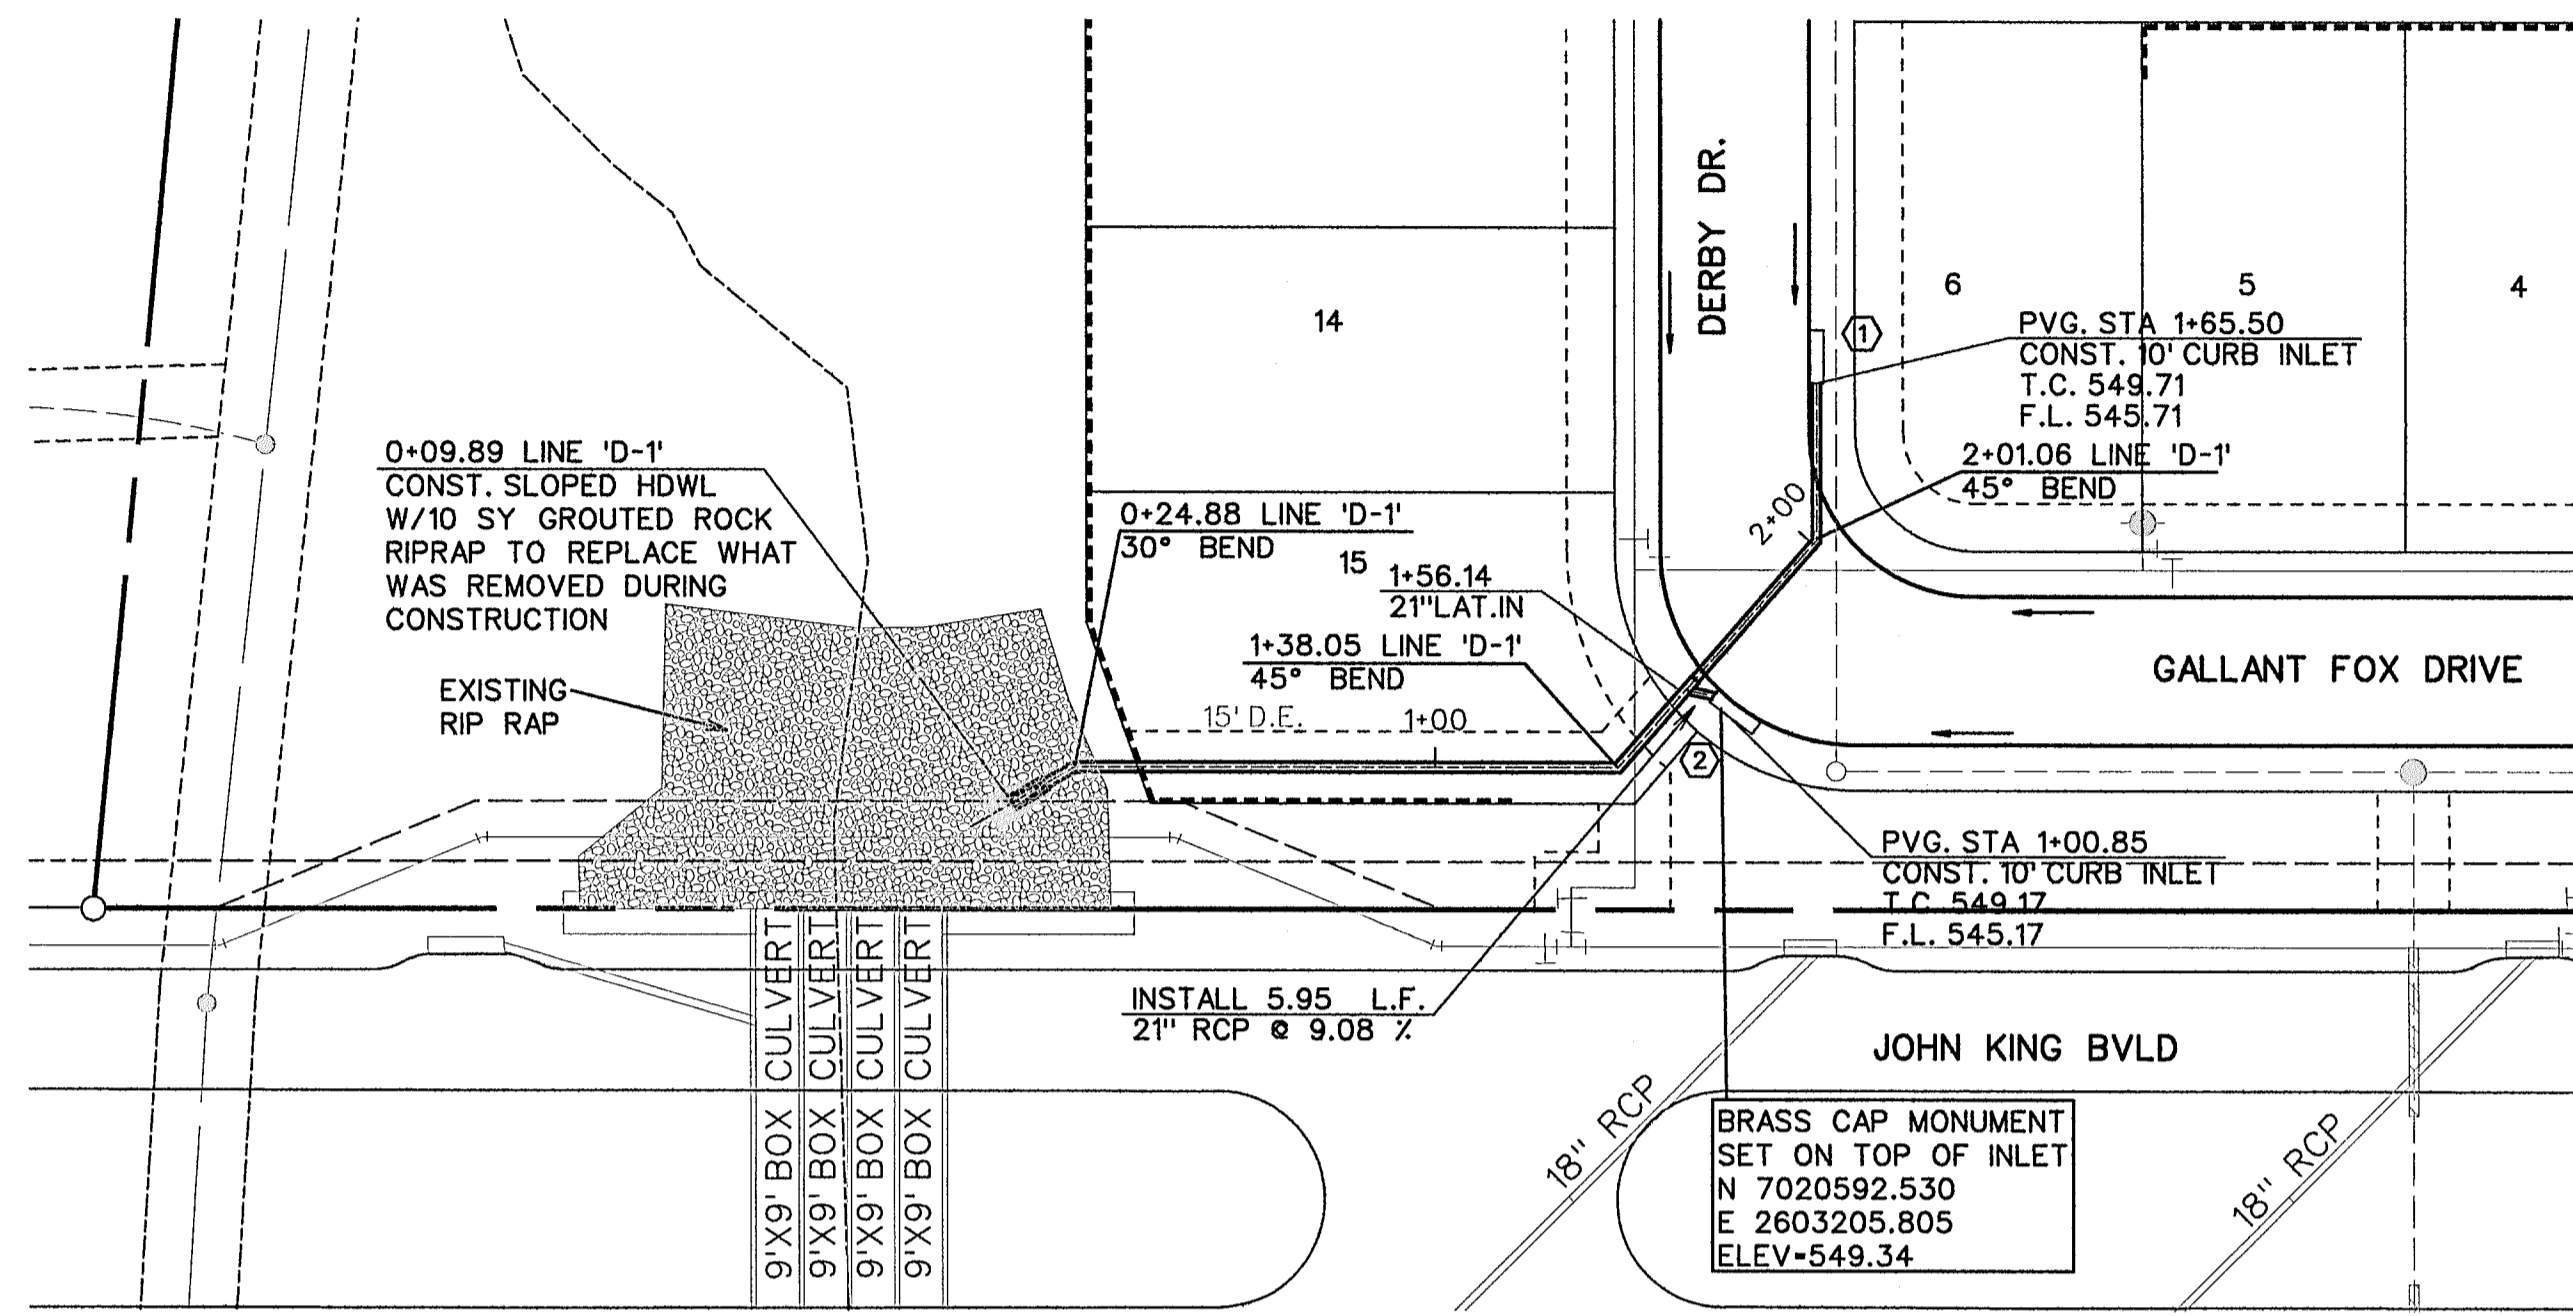 DERBY DR.
6
5
4
14
1
PVG. STA 1+65.50
CONST. 10' CURB INLET
T.C. 549.71
F.L. 545.71
2+01.06 LINE 'D-1'
45° BEND
2+00
0+09.89 LINE 'D-1'
CONST. SLOPED HDWL
W/10 SY GROUTED ROCK
RIPRAP TO REPLACE WHAT
WAS REMOVED DURING
CONSTRUCTION
0+24.88 LINE 'D-1'
30° BEND
15
1+56.14
21" LAT.IN
1+38.05 LINE 'D-1'
45° BEND
EXISTING
RIP RAP
15' D.E.
1+00
GALLANT FOX DRIVE
2
PVG. STA 1+00.85
CONST. 10' CURB INLET
T.C. 549.17
F.L. 545.17
INSTALL 5.95 L.F.
21" RCP @ 9.08 %
9'X9' BOX CULVERT
9'X9' BOX CULVERT
9'X9' BOX CULVERT
9'X9' BOX CULVERT
JOHN KING BVLD
18" RCP
18" RCP
BRASS CAP MONUMENT
SET ON TOP OF INLET
N 7020592.530
E 2603205.805
ELEV=549.34